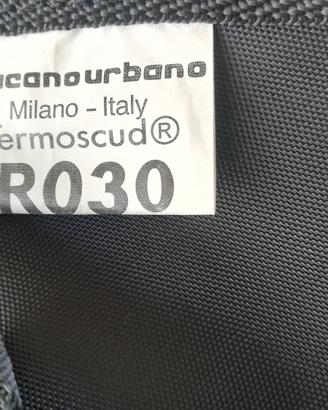 ucanourbano
Milano - Italy
ermoscud®
R030